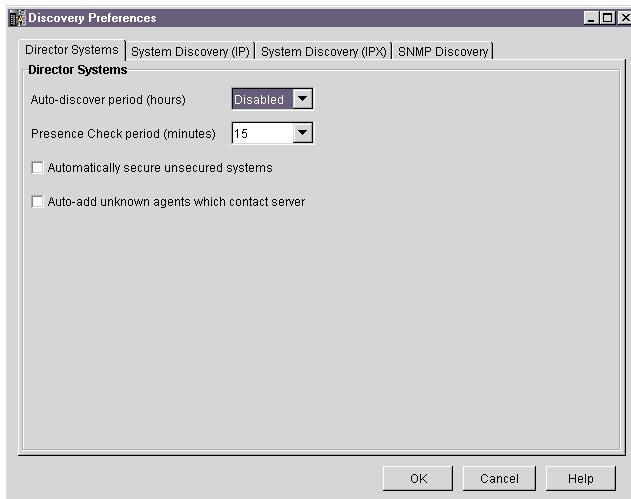 Discovery Preferences
Director Systems System Discovery (IP) System Discovery (IPX) SNMP Discovery
Director Systems
Auto-discover period (hours) Disabled
Presence Check period (minutes) 15
Automatically secure unsecured systems
Auto-add unknown agents which contact server
OK Cancel Help